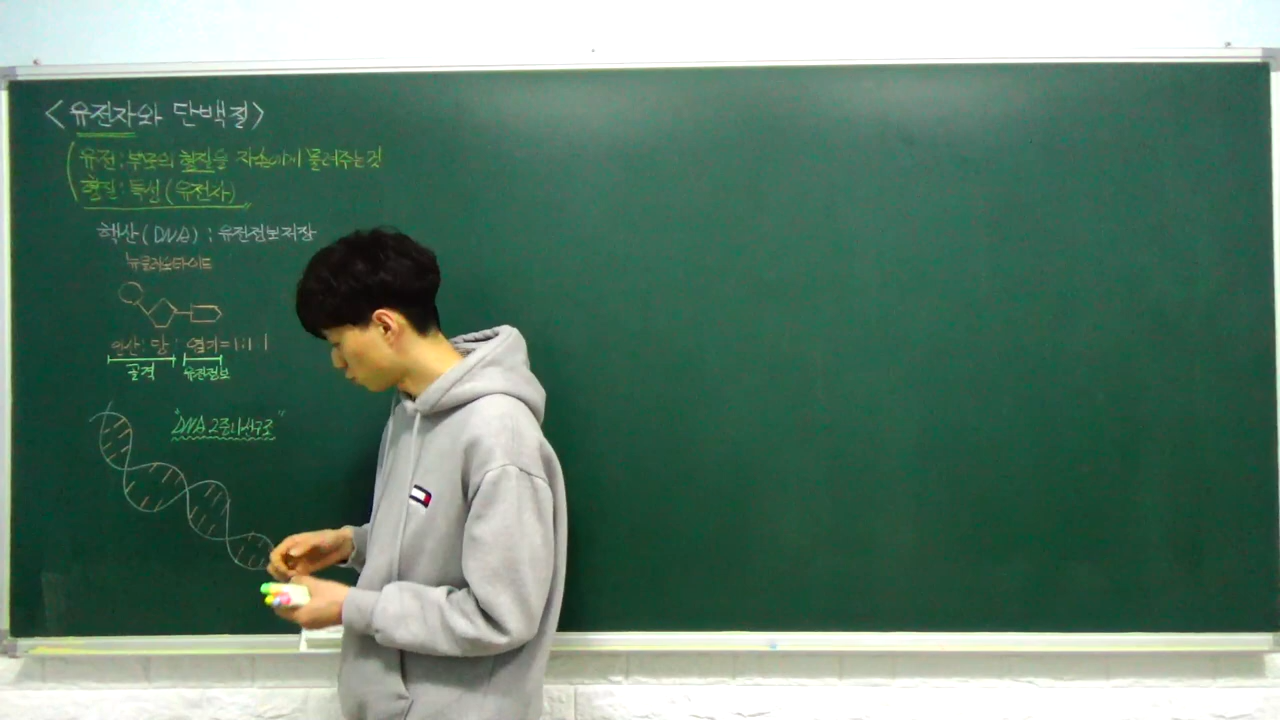 <유전자와 단백질>
유전 : 부모의 형질을 자손에게 물려주는것
형질 : 특성 (유전자)
핵산 (DNA) : 유전정보저장
뉴클레오타이드
인산 : 당 : 염기 = 1:1:1
골격 유전정보
"DNA 2중나선구조"